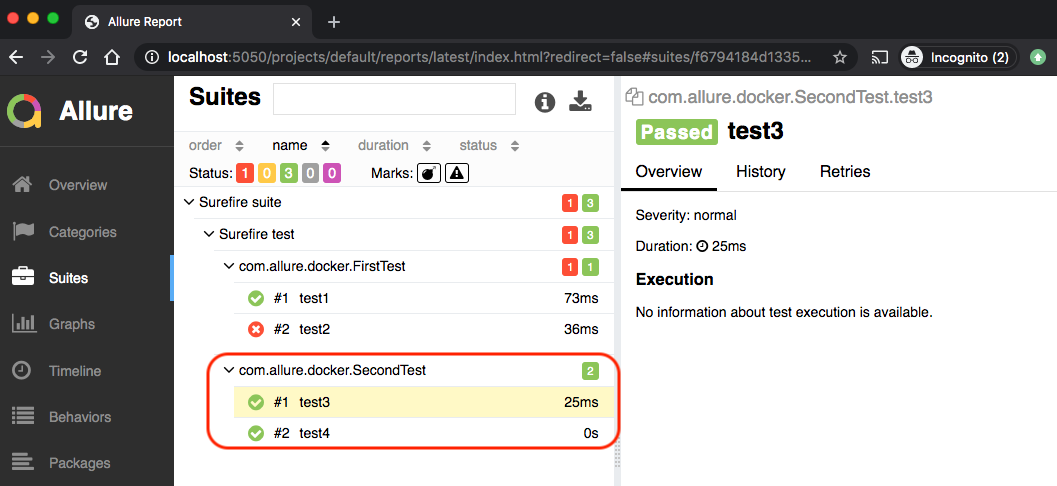 Allure Report
localhost:5050/projects/default/reports/latest/index.html?redirect=false#suites/f6794184d1335...
Incognito (2)
Allure
Overview
Categories
Suites
Graphs
Timeline
Behaviors
Packages
Suites
order name duration status
Status: 1 0 3 0 0 Marks:
Surefire suite 1 3
Surefire test 1 3
com.allure.docker.FirstTest 1 1
#1 test1 73ms
#2 test2 36ms
com.allure.docker.SecondTest 2
#1 test3 25ms
#2 test4 0s
com.allure.docker.SecondTest.test3
Passed test3
Overview History Retries
Severity: normal
Duration: 25ms
Execution
No information about test execution is available.